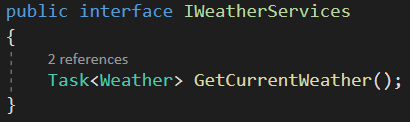 public interface IWeatherServices
{
2 references
Task<Weather> GetCurrentWeather();
}